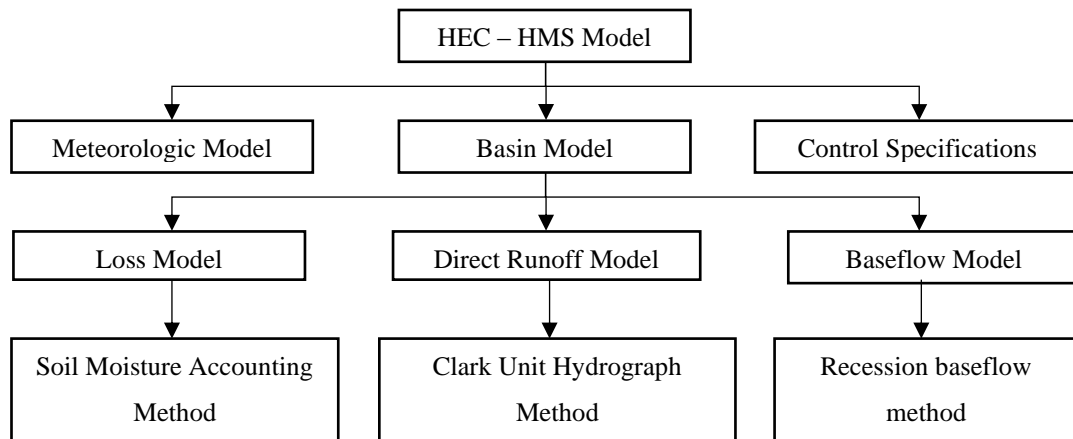 HEC – HMS Model
Meteorologic Model
Basin Model
Control Specifications
Loss Model
Direct Runoff Model
Baseflow Model
Soil Moisture Accounting
Method
Clark Unit Hydrograph
Method
Recession baseflow
method